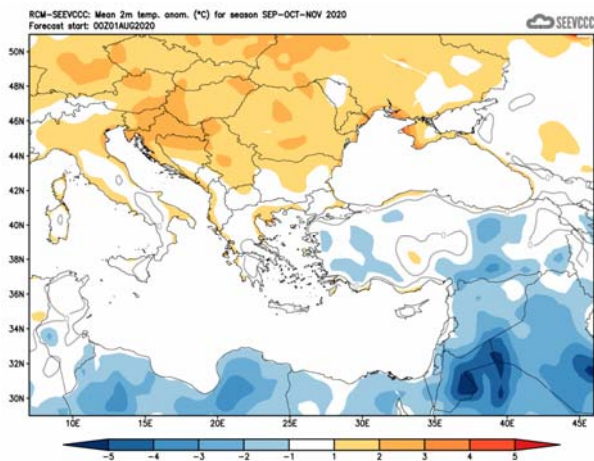 RCM-SEEVCCC: Mean 2m temp. anom. (°C) for season SEP-OCT-NOV 2020
Forecast start: 00Z01AUG2020
SEEVCCC
50N
48N
46N
44N
42N
40N
38N
36N
34N
32N
30N
10E 15E 20E 25E 30E 35E 40E 45E
-5 -4 -3 -2 -1 1 2 3 4 5